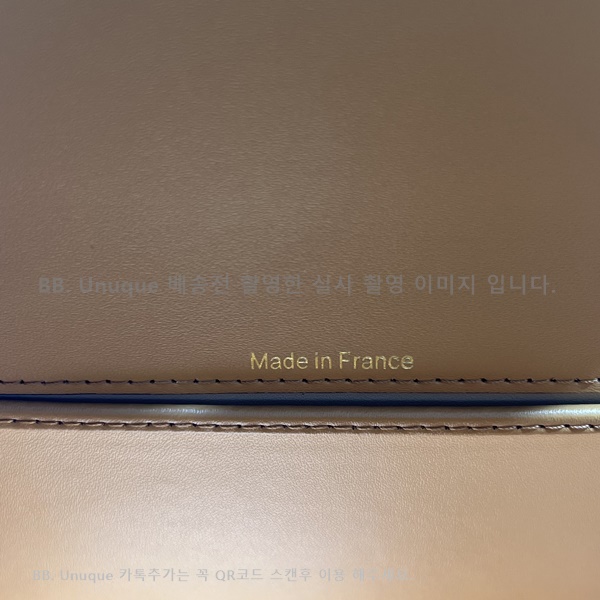 BB. Unuque 배송전 촬영한 실사 촬영 이미지 입니다.
Made in France
BB. Unuque 카톡추가는 꼭 QR코드 스캔후 이용